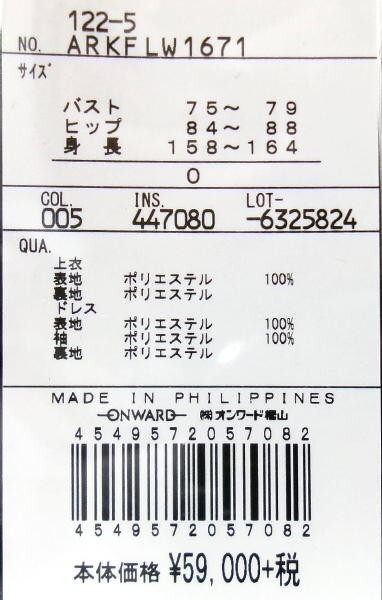 122-5
NO. ARKFLW1671
サイズ
バスト 75～ 79
ヒップ 84～ 88
身長 158～164
0
COL. INS. LOT-
005 447080 -6325824
QUA.
上衣
表地 ポリエステル 100%
裏地 ポリエステル
ドレス
表地 ポリエステル 100%
袖 ポリエステル 100%
裏地 ポリエステル
MADE IN PHILIPPINES
ONWARD ㈱オンワード樫山
4549572057082
4549572057082
本体価格 ¥59,000+税